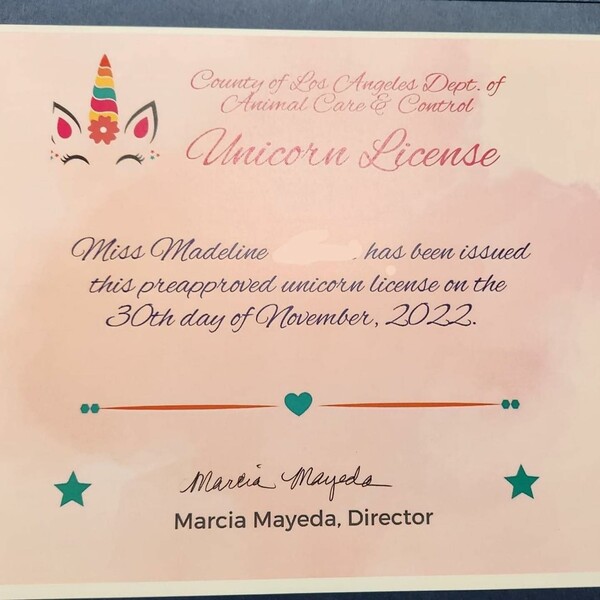 County of Los Angeles Dept. of
Animal Care & Control
Unicorn License
Miss Madeline has been issued
this preapproved unicorn license on the
30th day of November, 2022.
Marcia Mayeda
Marcia Mayeda, Director